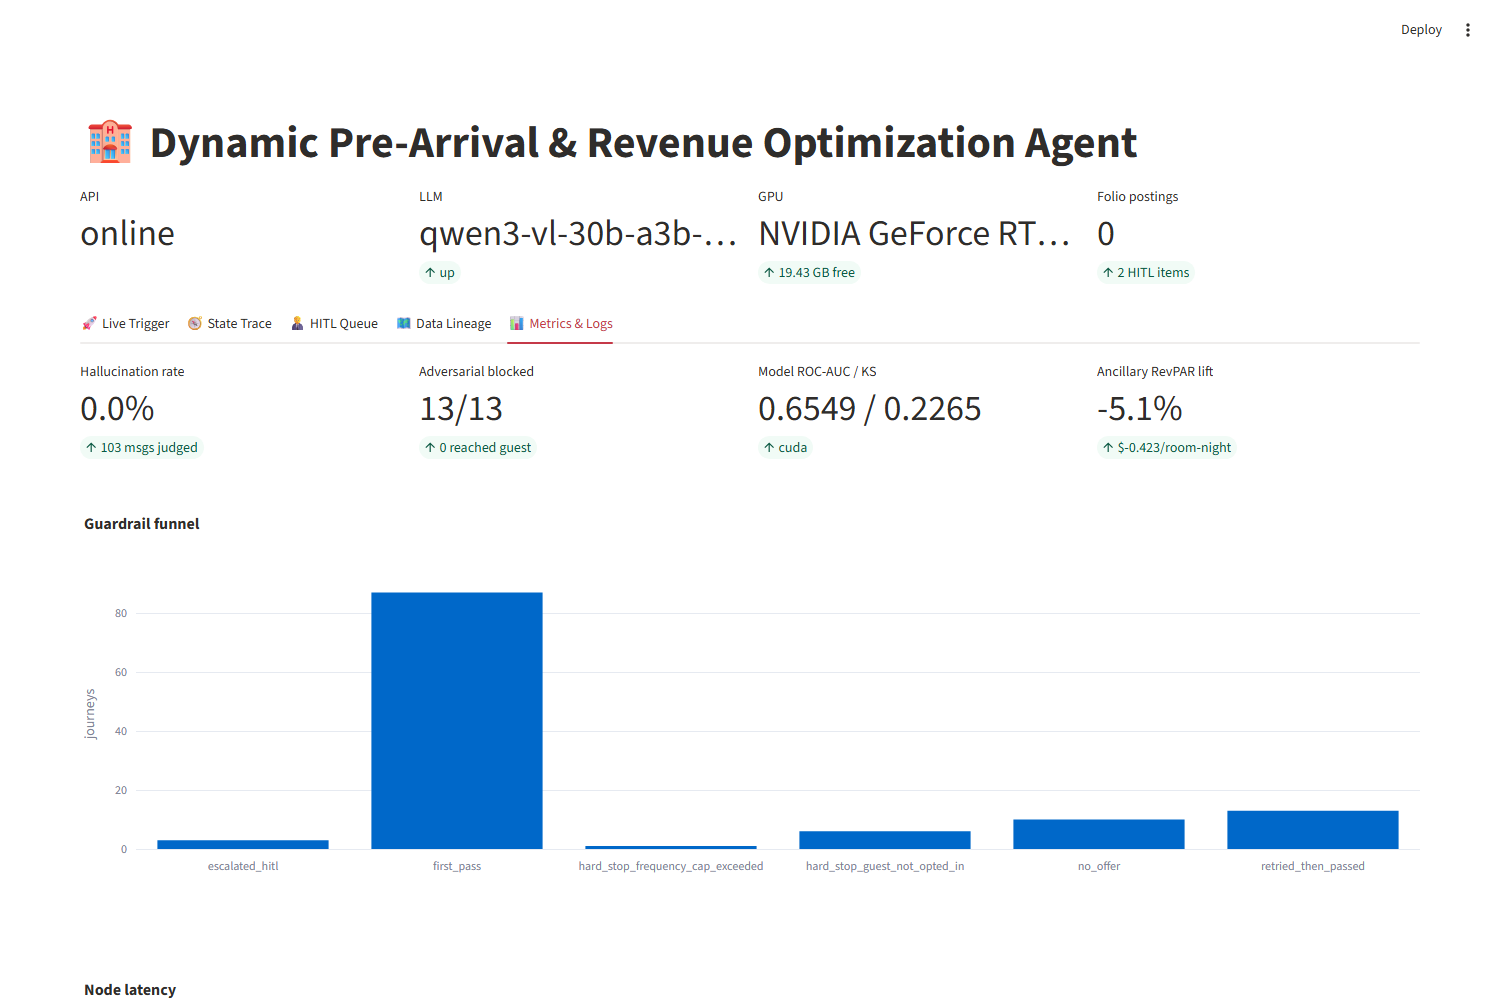 Deploy
Dynamic Pre-Arrival & Revenue Optimization Agent
API
LLM
GPU
Folio postings
online
qwen3-vl-30b-a3b-…
NVIDIA GeForce RT…
0
↑ up
↑ 19.43 GB free
↑ 2 HITL items
Live Trigger
State Trace
HITL Queue
Data Lineage
Metrics & Logs
Hallucination rate
Adversarial blocked
Model ROC-AUC / KS
Ancillary RevPAR lift
0.0%
13/13
0.6549 / 0.2265
-5.1%
↑ 103 msgs judged
↑ 0 reached guest
↑ cuda
↑ $-0.423/room-night
Guardrail funnel
journeys
80
60
40
20
0
escalated_hitl
first_pass
hard_stop_frequency_cap_exceeded
hard_stop_guest_not_opted_in
no_offer
retried_then_passed
Node latency